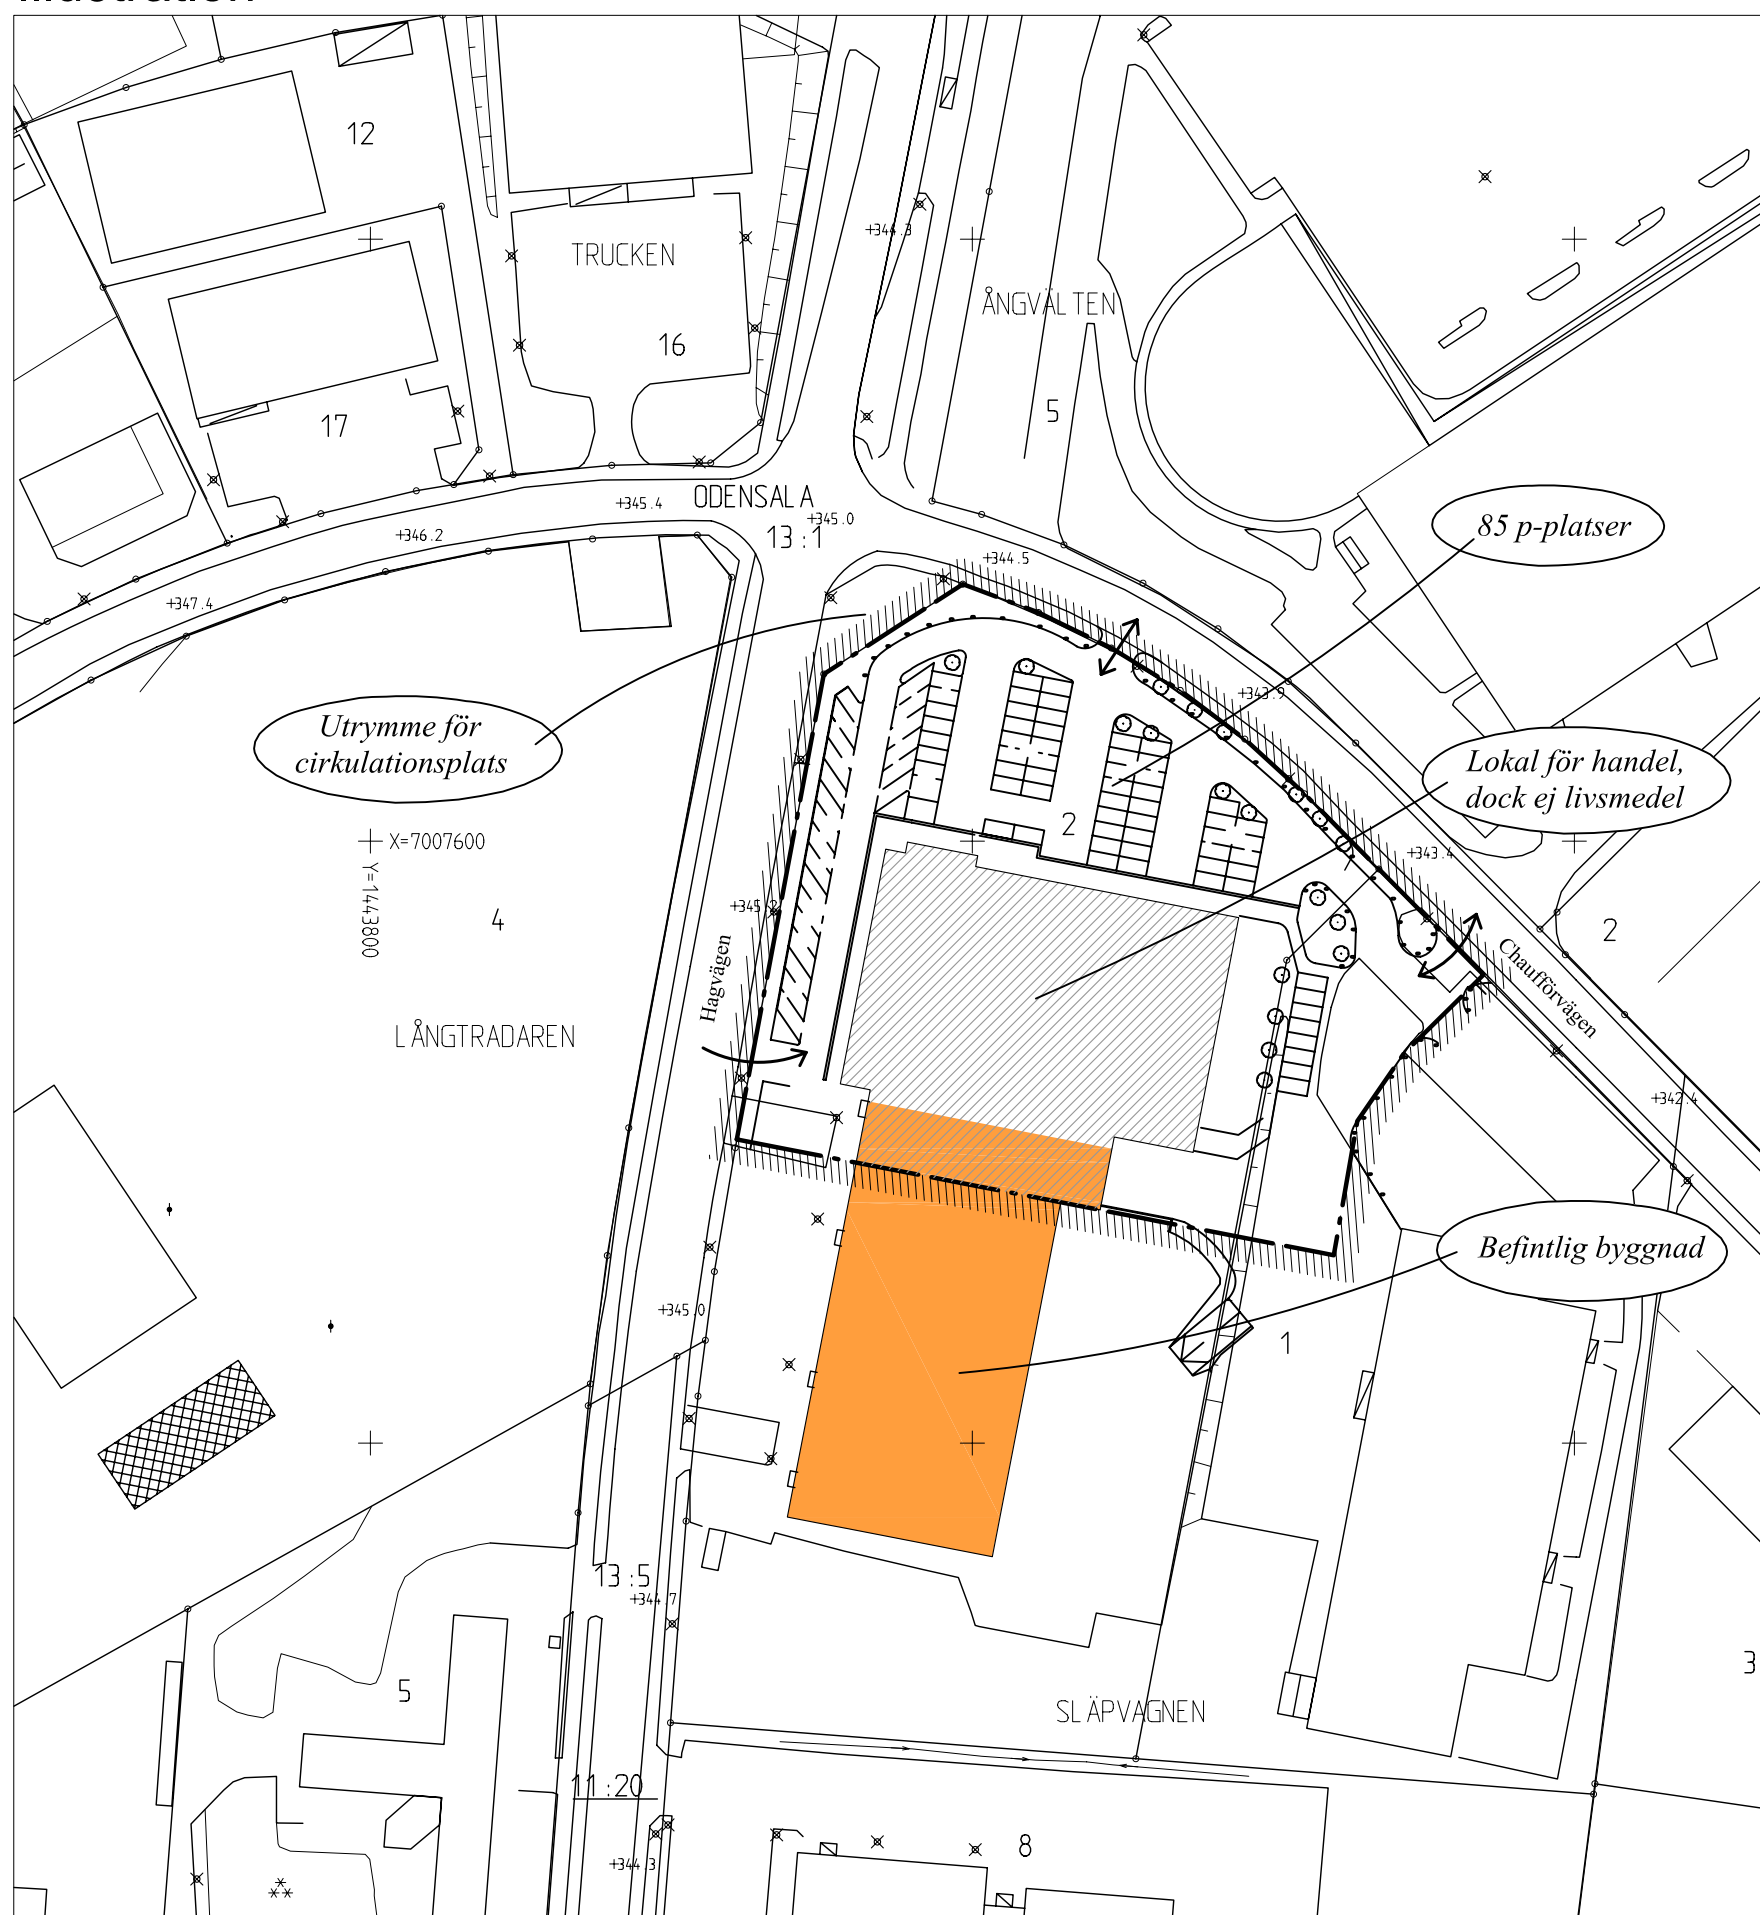 12
TRUCKEN
+344.3
ÅNGVÄLTEN
16
5
17
ODENSALA
13:1
+345.4
+345.0
+346.2
+344.5
85 p-platser
+347.4
+343.9
Utrymme för
cirkulationsplats
Lokal för handel,
dock ej livsmedel
2
X=7007600
Y=1443800
+343.4
+345.2
4
2
Hagvägen
Chaufförvägen
LÅNGTRADAREN
+342.4
Befintlig byggnad
+345.0
1
13:5
+344.7
3
5
SLÄPVAGNEN
11:20
8
+344.3